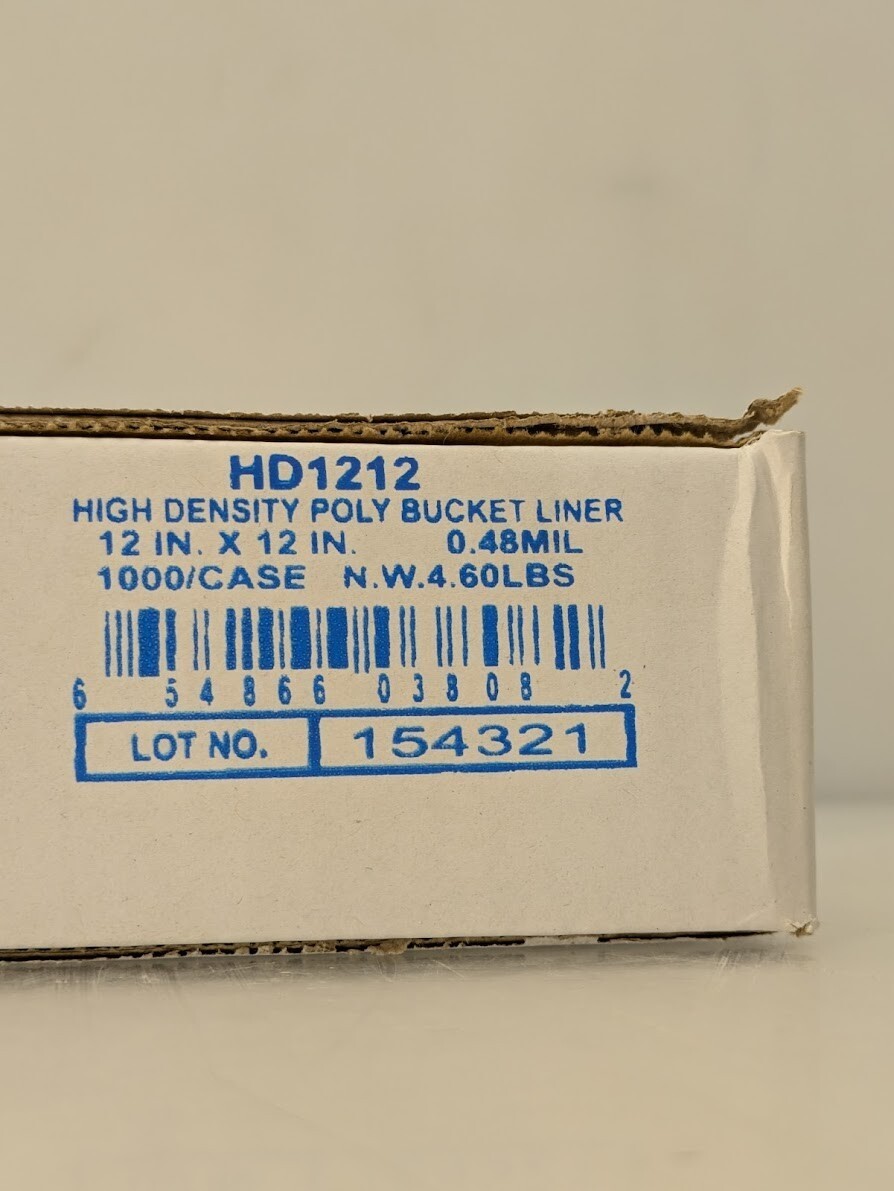 HD1212
HIGH DENSITY POLY BUCKET LINER
12 IN. X 12 IN. 0.48MIL
1000/CASE N.W.4.60LBS
6 54866 03808 2
LOT NO. 154321